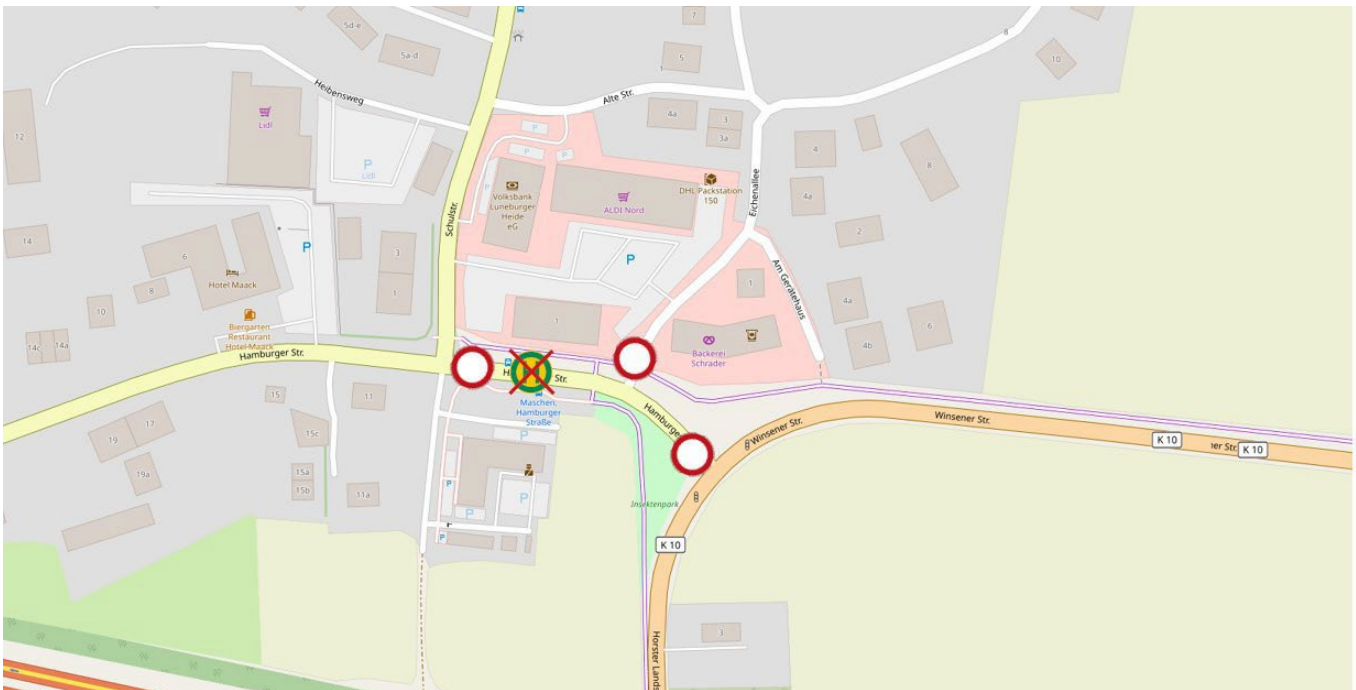 7
5d-e
5a-d
5
8
10
Heibensweg
Alte Str.
Lidl
4a
3
3a
12
P
Lidl
P
P
P
P
4
8
Volksbank
Lüneburger
Heide
eG
ALDI Nord
DHL Packstation
150
Eichenallee
4a
Schulstr.
14
6
P
3
2
P
Hotel Maack
8
1
1
Am Gerätehaus
4a
10
Biergarten
Restaurant
Hotel Maack
1
6
14c
14a
Bäckerei
Schrader
4b
Hamburger Str.
H
Str.
15
11
Maschen,
Hamburger
Straße
Hamburge
Winsener Str.
17
19
15c
P
Winsener Str.
K 10
ner Str.
K 10
19a
15a
15b
11a
P
P
P
P
P
Insektenpark
K 10
3
Horster Lands